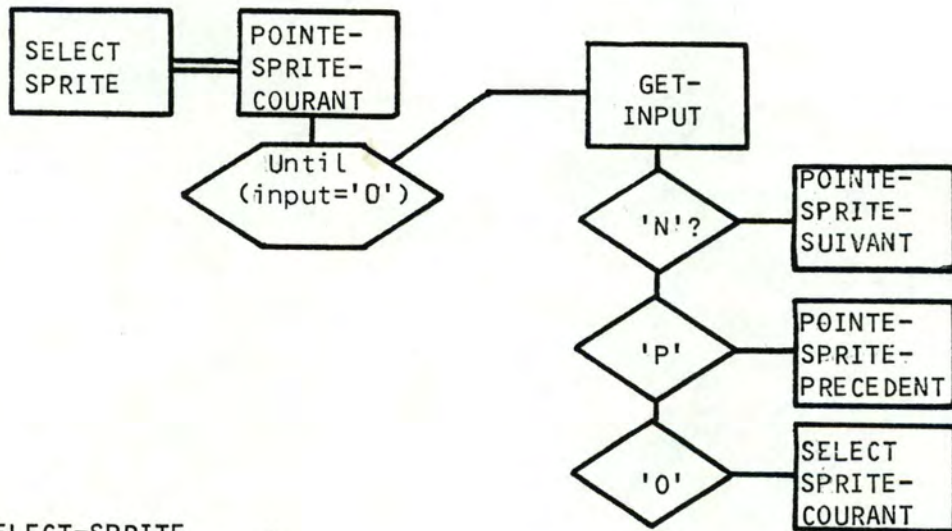 SELECT
SPRITE
POINTE-
SPRITE-
COURANT
Until
(input='O')
GET-
INPUT
'N'?
POINTE-
SPRITE-
SUIVANT
'P'
POINTE-
SPRITE-
PRECEDENT
'O'
SELECT
SPRITE-
COURANT